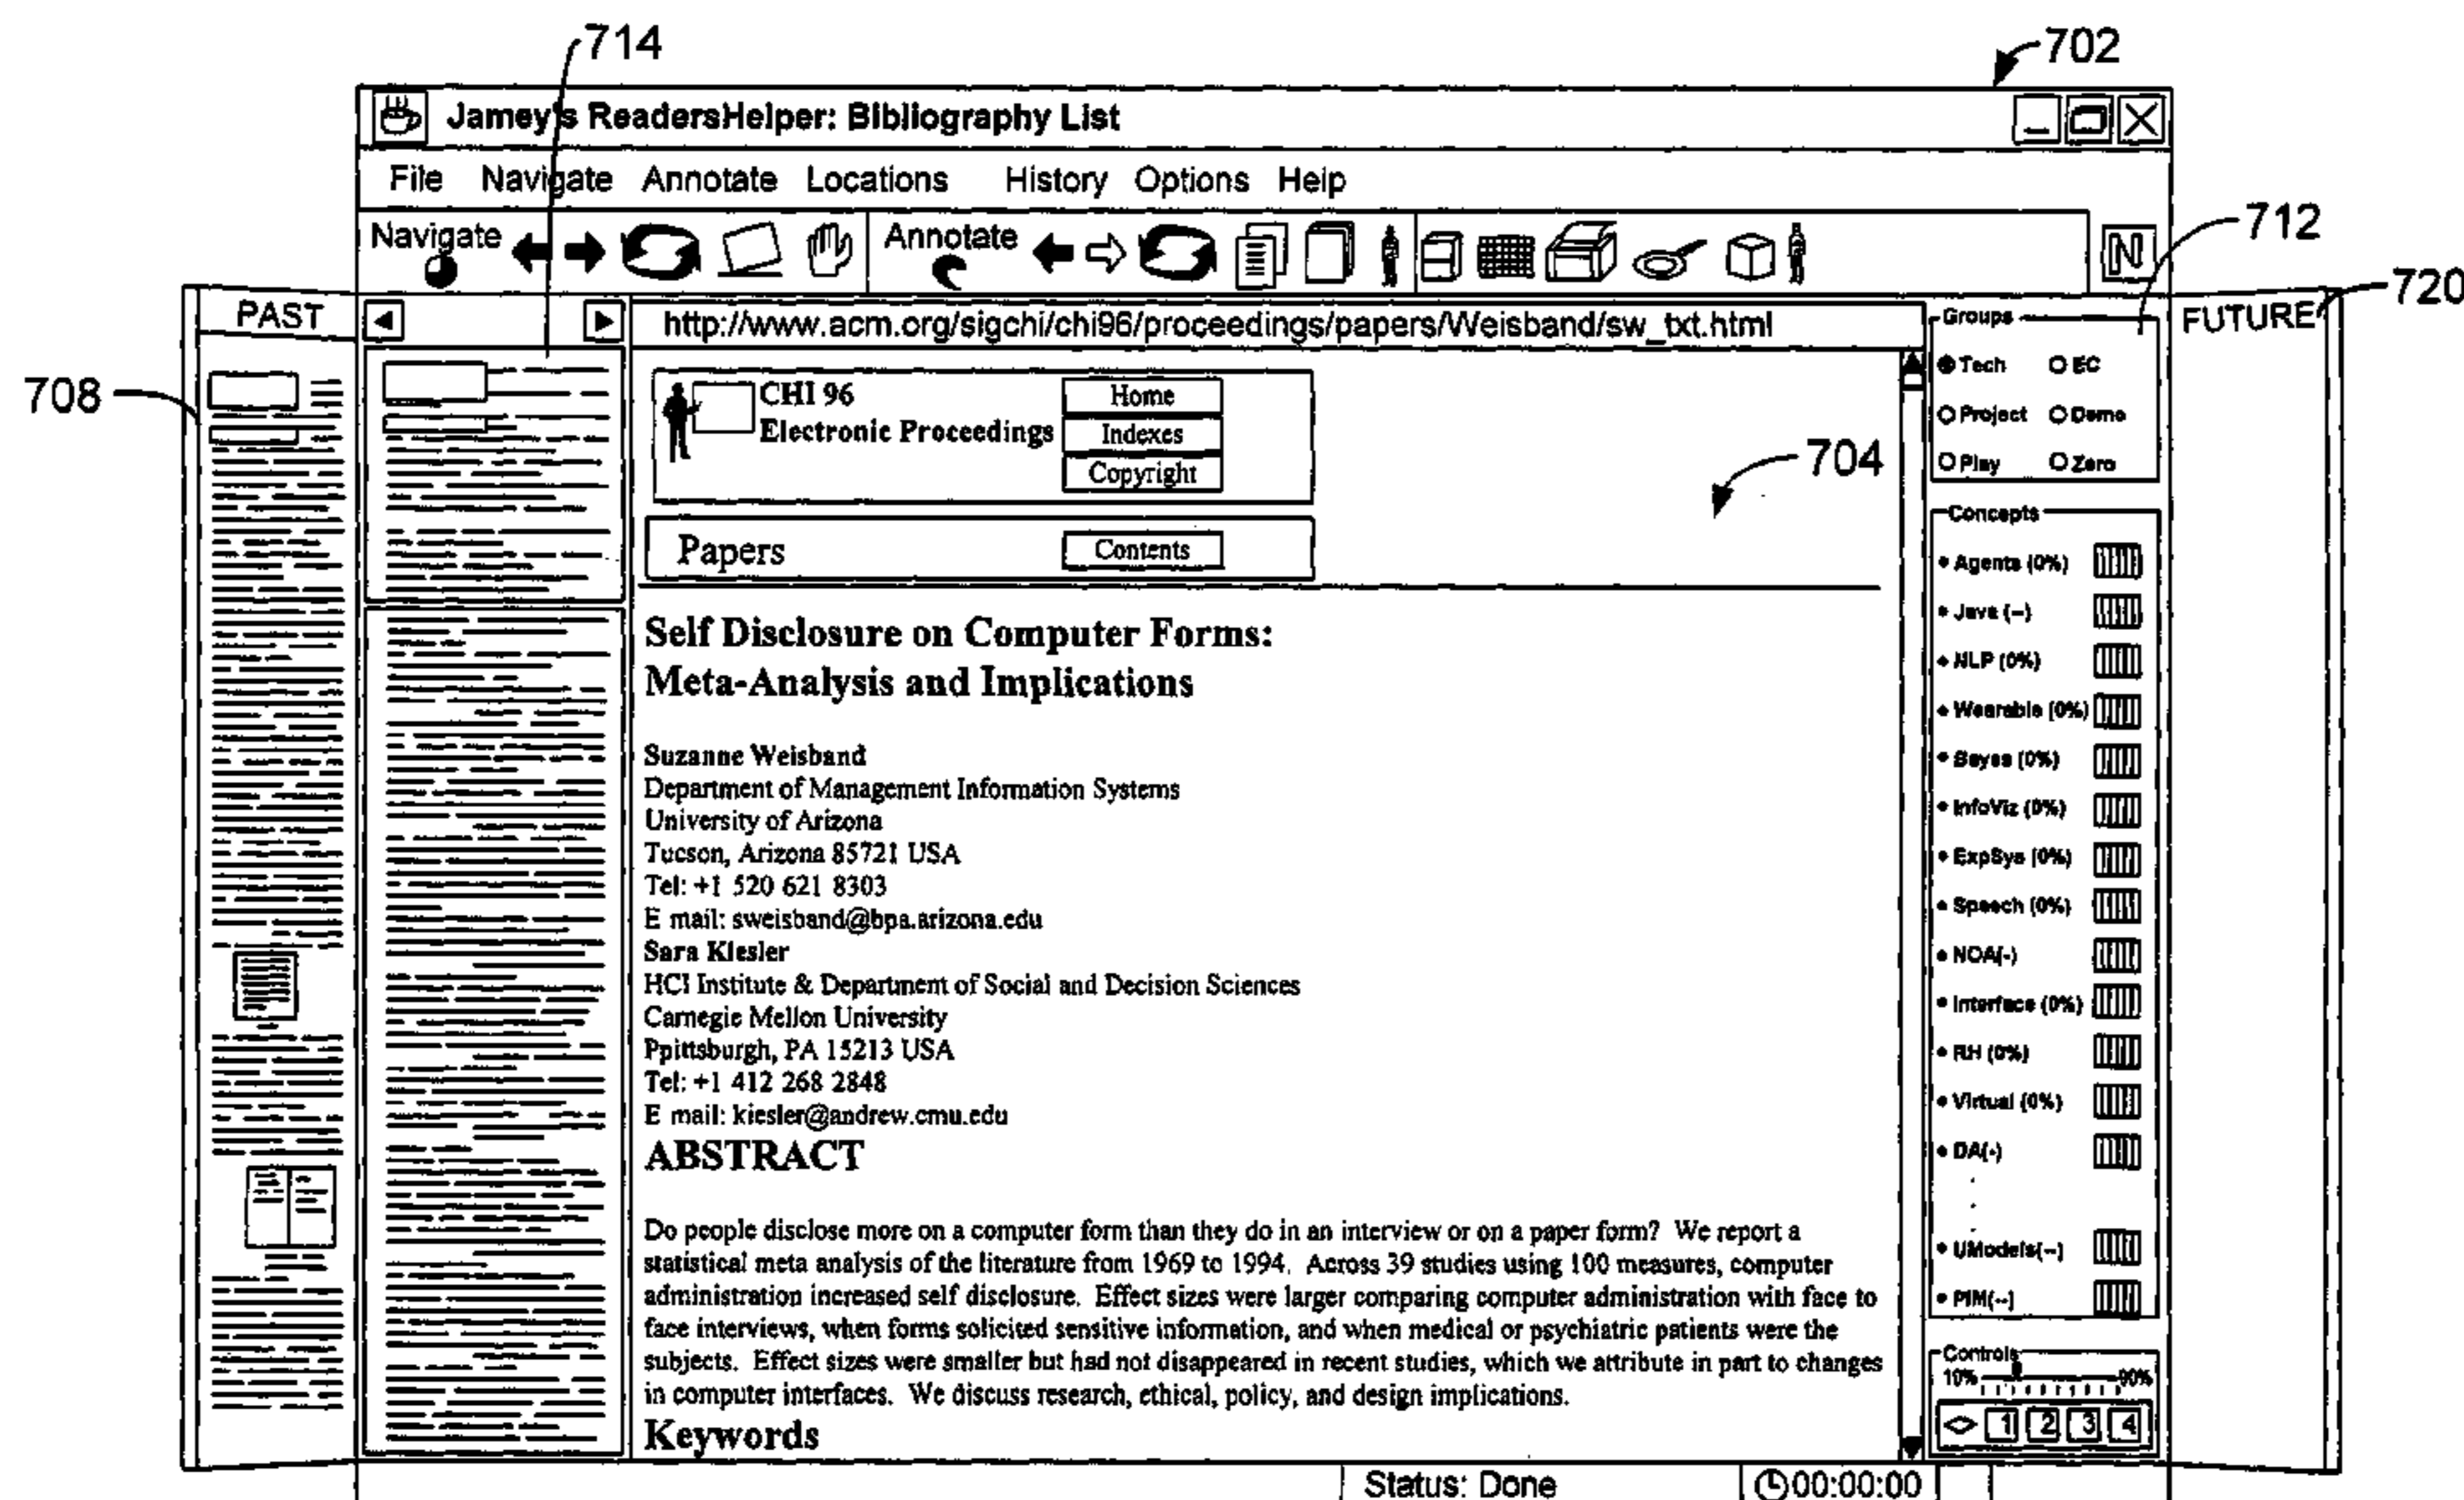 714
702
Jamey's ReadersHelper: Bibliography List
File Navigate Annotate Locations History Options Help
Navigate Annotate N
712
720
PAST
FUTURE
http://www.acm.org/sigchi/chi96/proceedings/papers/Weisband/sw_txt.html
708
704
CHI 96
Electronic Proceedings
Home
Indexes
Copyright
Papers
Contents
Self Disclosure on Computer Forms:
Meta-Analysis and Implications
Suzanne Weisband
Department of Management Information Systems
University of Arizona
Tucson, Arizona 85721 USA
Tel: +1 520 621 8303
E mail: sweisband@bpa.arizona.edu
Sara Kiesler
HCI Institute & Department of Social and Decision Sciences
Carnegie Mellon University
Ppittsburgh, PA 15213 USA
Tel: +1 412 268 2848
E mail: kiesler@andrew.cmu.edu
ABSTRACT
Do people disclose more on a computer form than they do in an interview or on a paper form? We report a
statistical meta analysis of the literature from 1969 to 1994. Across 39 studies using 100 measures, computer
administration increased self disclosure. Effect sizes were larger comparing computer administration with face to
face interviews, when forms solicited sensitive information, and when medical or psychiatric patients were the
subjects. Effect sizes were smaller but had not disappeared in recent studies, which we attribute in part to changes
in computer interfaces. We discuss research, ethical, policy, and design implications.
Keywords
Groups
Tech EC
Project Demo
Play Zero
Concepts
Agents (0%)
Java (--)
NLP (0%)
Wearable (0%)
Bayes (0%)
InfoViz (0%)
ExpSys (0%)
Speech (0%)
NOA(-)
Interface (0%)
RH (0%)
Virtual (0%)
DA(-)
UModels(--)
PIM(--)
Controls
10% 90%
<> 1 2 3 4
Status: Done
00:00:00